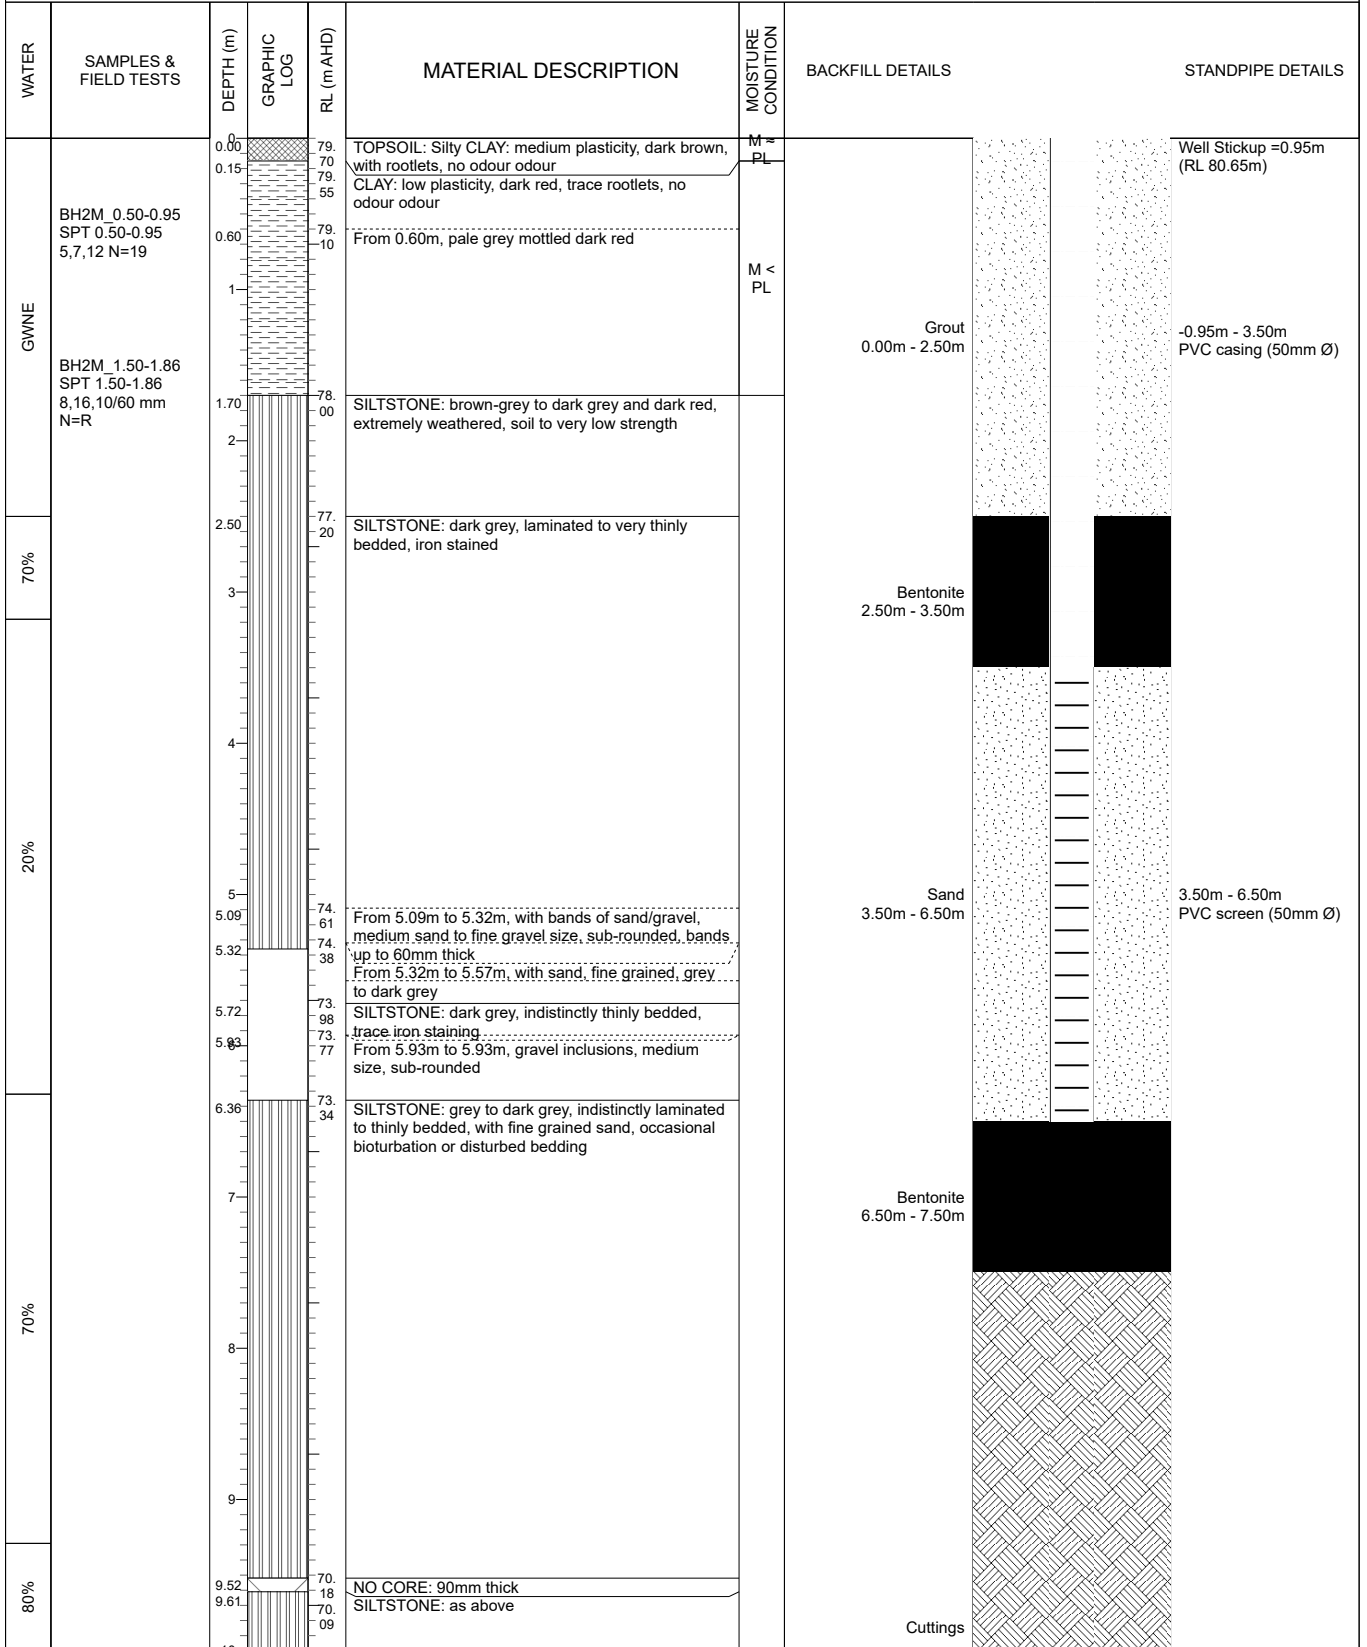 WATER
SAMPLES &
FIELD TESTS
DEPTH (m)
GRAPHIC
LOG
RL (m AHD)
MATERIAL DESCRIPTION
MOISTURE
CONDITION
BACKFILL DETAILS
STANDPIPE DETAILS
0
0.00
79.
70
TOPSOIL: Silty CLAY: medium plasticity, dark brown,
with rootlets, no odour odour
M ≈
PL
Well Stickup =0.95m
(RL 80.65m)
0.15
79.
55
CLAY: low plasticity, dark red, trace rootlets, no
odour odour
BH2M_0.50-0.95
SPT 0.50-0.95
5,7,12 N=19
0.60
79.
10
From 0.60m, pale grey mottled dark red
M <
PL
1
GWNE
Grout
0.00m - 2.50m
-0.95m - 3.50m
PVC casing (50mm Ø)
BH2M_1.50-1.86
SPT 1.50-1.86
8,16,10/60 mm
N=R
1.70
78.
00
SILTSTONE: brown-grey to dark grey and dark red,
extremely weathered, soil to very low strength
2
2.50
77.
20
SILTSTONE: dark grey, laminated to very thinly
bedded, iron stained
70%
3
Bentonite
2.50m - 3.50m
4
20%
5
5.09
74.
61
From 5.09m to 5.32m, with bands of sand/gravel,
medium sand to fine gravel size, sub-rounded, bands
up to 60mm thick
Sand
3.50m - 6.50m
3.50m - 6.50m
PVC screen (50mm Ø)
5.32
74.
38
From 5.32m to 5.57m, with sand, fine grained, grey
to dark grey
5.72
73.
98
SILTSTONE: dark grey, indistinctly thinly bedded,
trace iron staining
5.93
6
73.
77
From 5.93m to 5.93m, gravel inclusions, medium
size, sub-rounded
6.36
73.
34
SILTSTONE: grey to dark grey, indistinctly laminated
to thinly bedded, with fine grained sand, occasional
bioturbation or disturbed bedding
7
Bentonite
6.50m - 7.50m
70%
8
9
80%
9.52
70.
18
NO CORE: 90mm thick
9.61
70.
09
SILTSTONE: as above
Cuttings